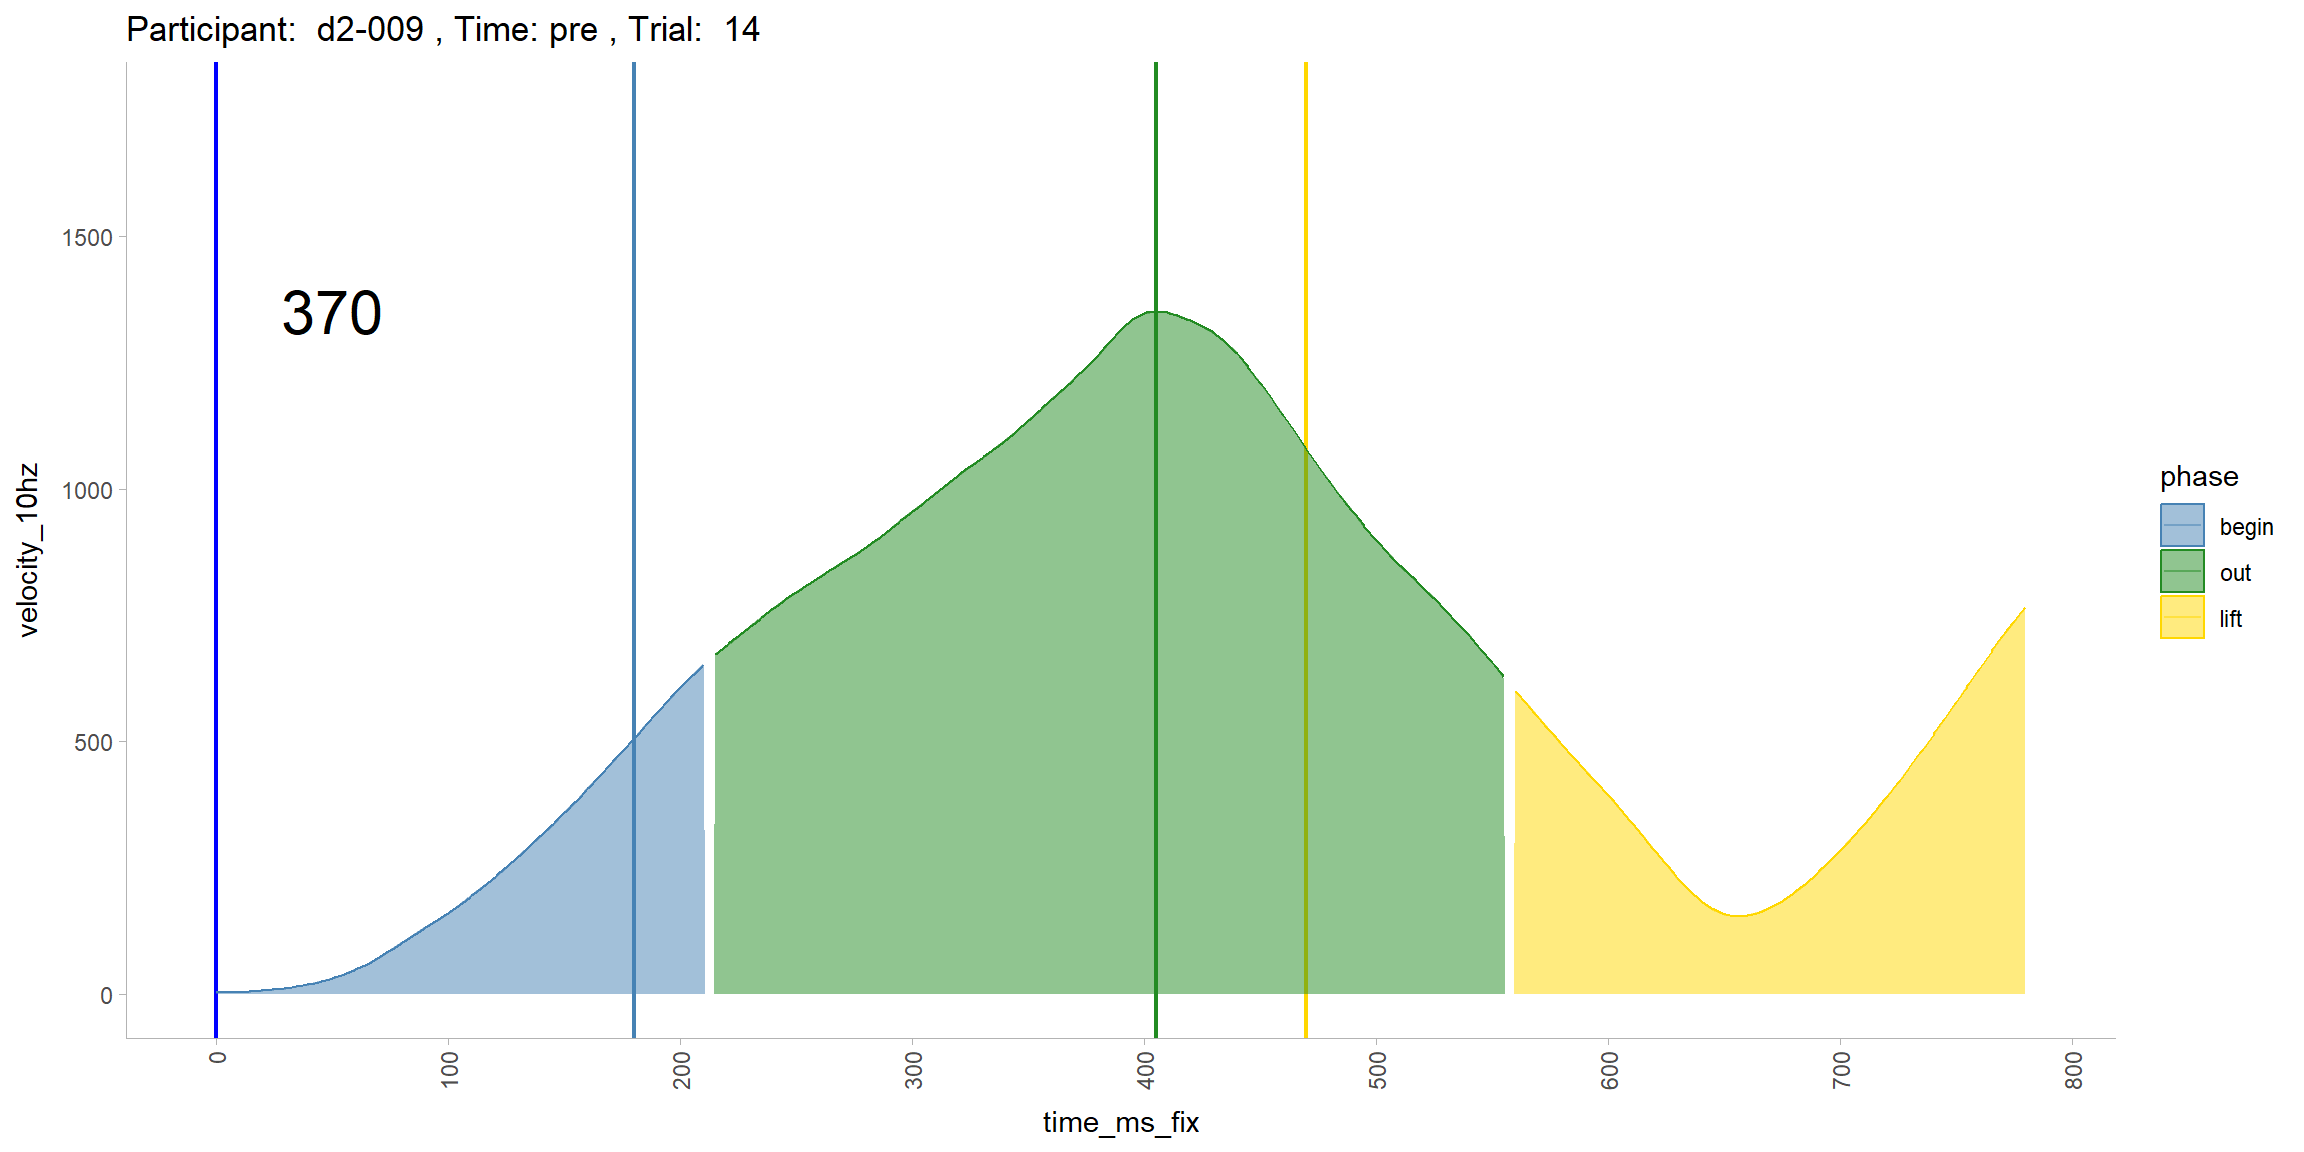 Participant:  d2-009 , Time: pre , Trial:  14
1500
370
1000
velocity_10hz
500
0
0
100
200
300
400
500
600
700
800
time_ms_fix
phase
begin
out
lift